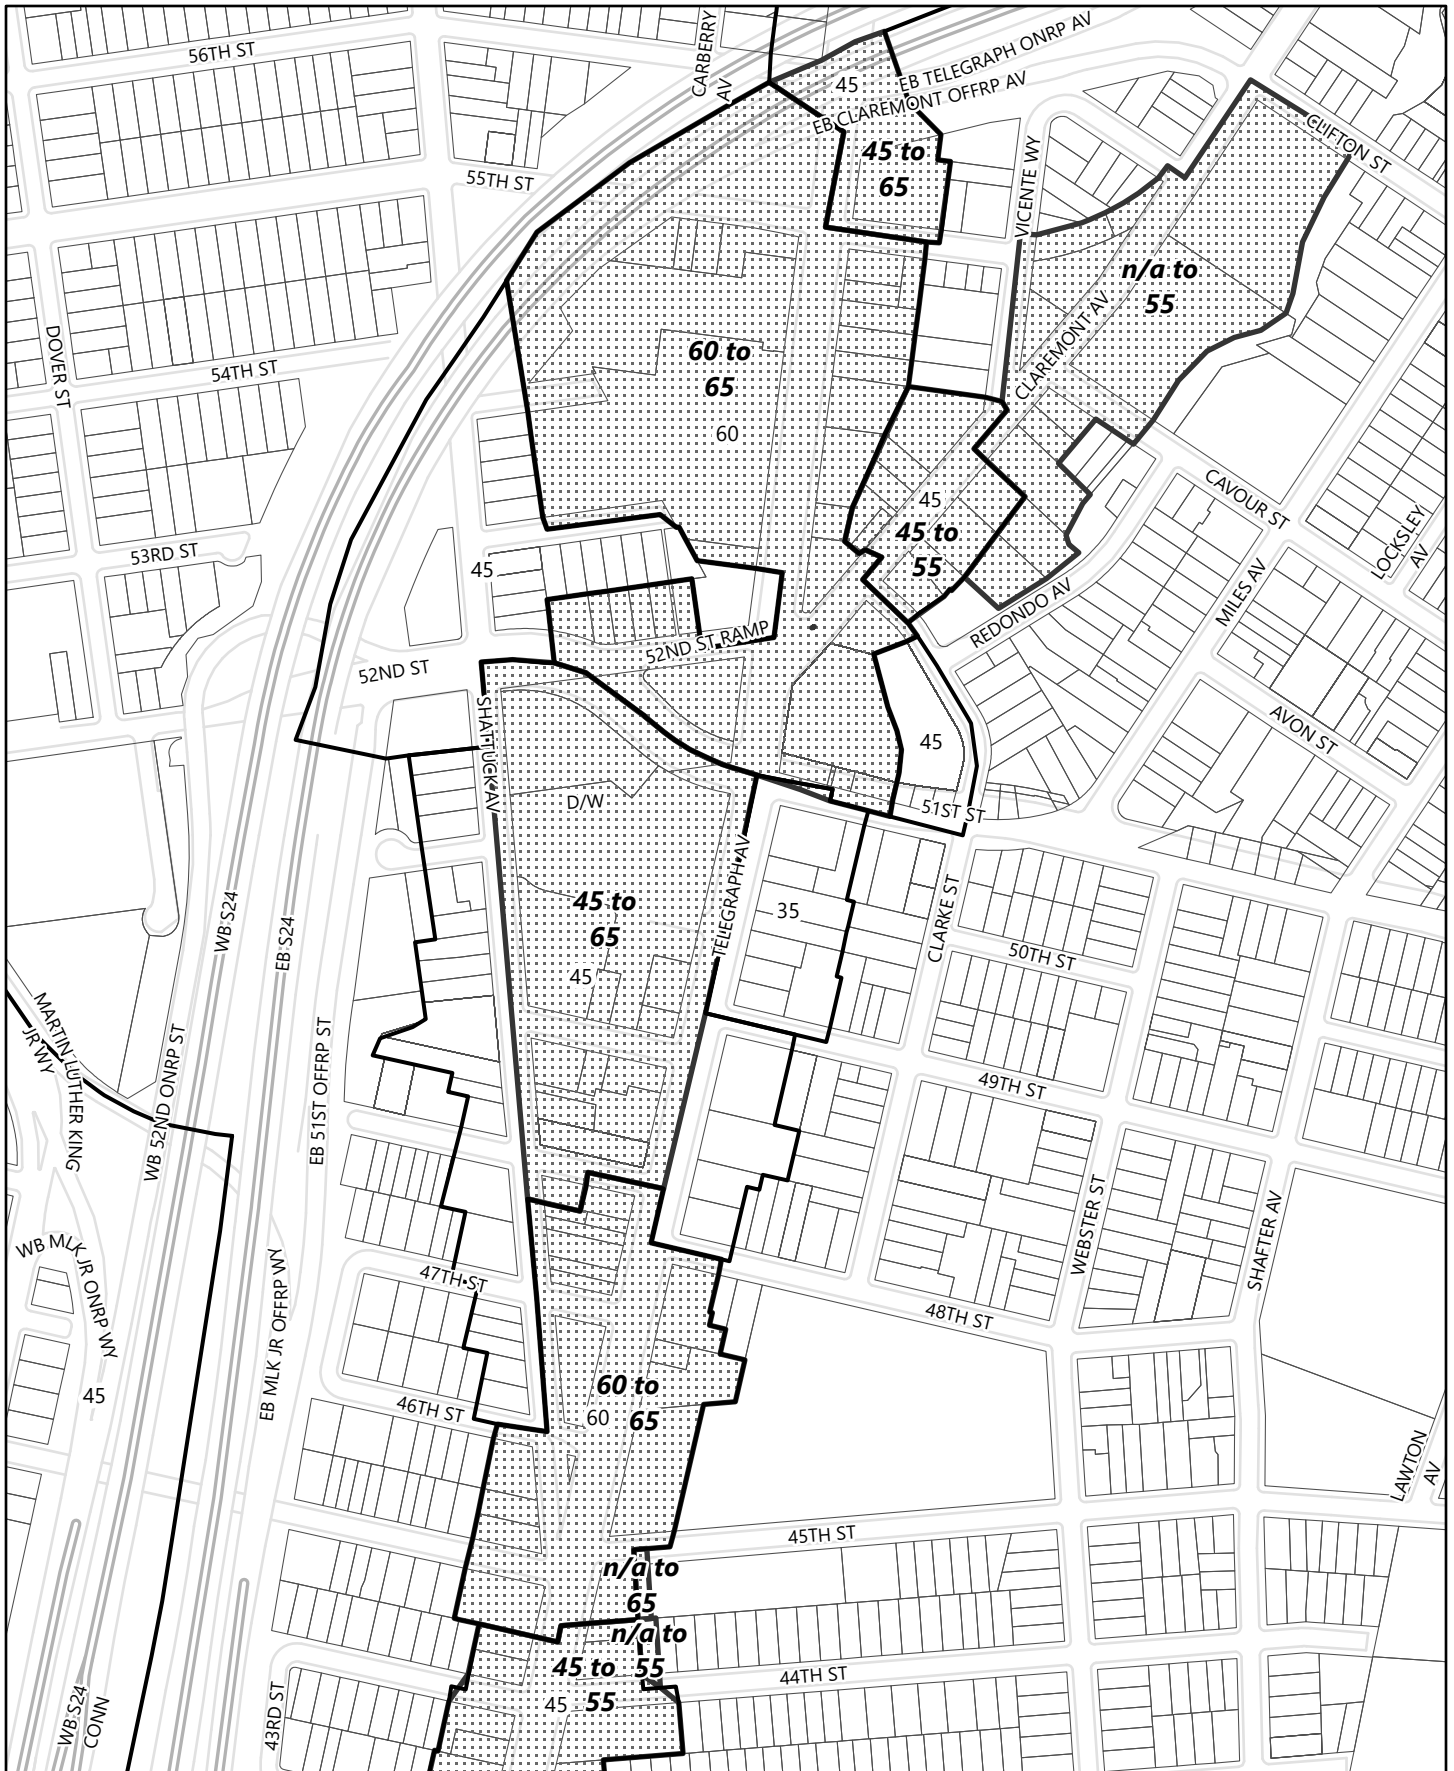 56TH ST
CARBERRY
AV
EB TELEGRAPH ONRP AV
45
EB CLAREMONT OFFRP AV
CLIFTON ST
45 to
65
55TH ST
VICENTE WY
n/a to
55
CLAREMONT AV
DOVER ST
54TH ST
60 to
65
60
45
45 to
55
CAVOUR ST
LOCKSLEY
AV
53RD ST
45
MILES AV
REDONDO AV
52ND ST RAMP
52ND ST
SHATTUCK AV
AVON ST
45
D/W
51ST ST
TELEGRAPH AV
35
45 to
65
45
CLARKE ST
50TH ST
WB S24
EB S24
MARTIN LUTHER KING
JR WY
WB 52ND ONRP ST
EB 51ST OFFRP ST
49TH ST
WEBSTER ST
SHAFTER AV
WB MLK JR ONRP WY
EB MLK JR OFFRP WY
47TH ST
48TH ST
45
46TH ST
60 to
60 65
LAWTON
AV
45TH ST
n/a to
65
n/a to
55
45 to
45 55
44TH ST
43RD ST
WB S24
CONN